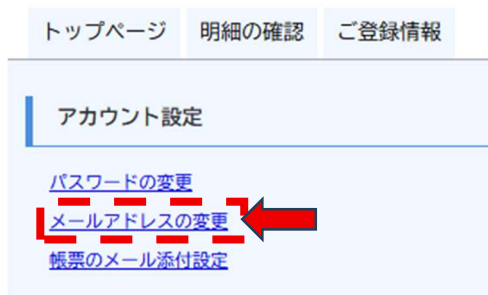 トップページ 明細の確認 ご登録情報
アカウント設定
パスワードの変更
メールアドレスの変更
帳票のメール添付設定